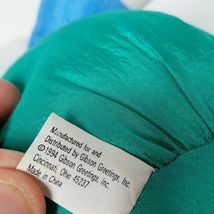 Manufactured for and
Distributed by Gibson Greetings, Inc.
©1994 Gibson Greetings, Inc.
Cincinnati, Ohio 45237
Made in China